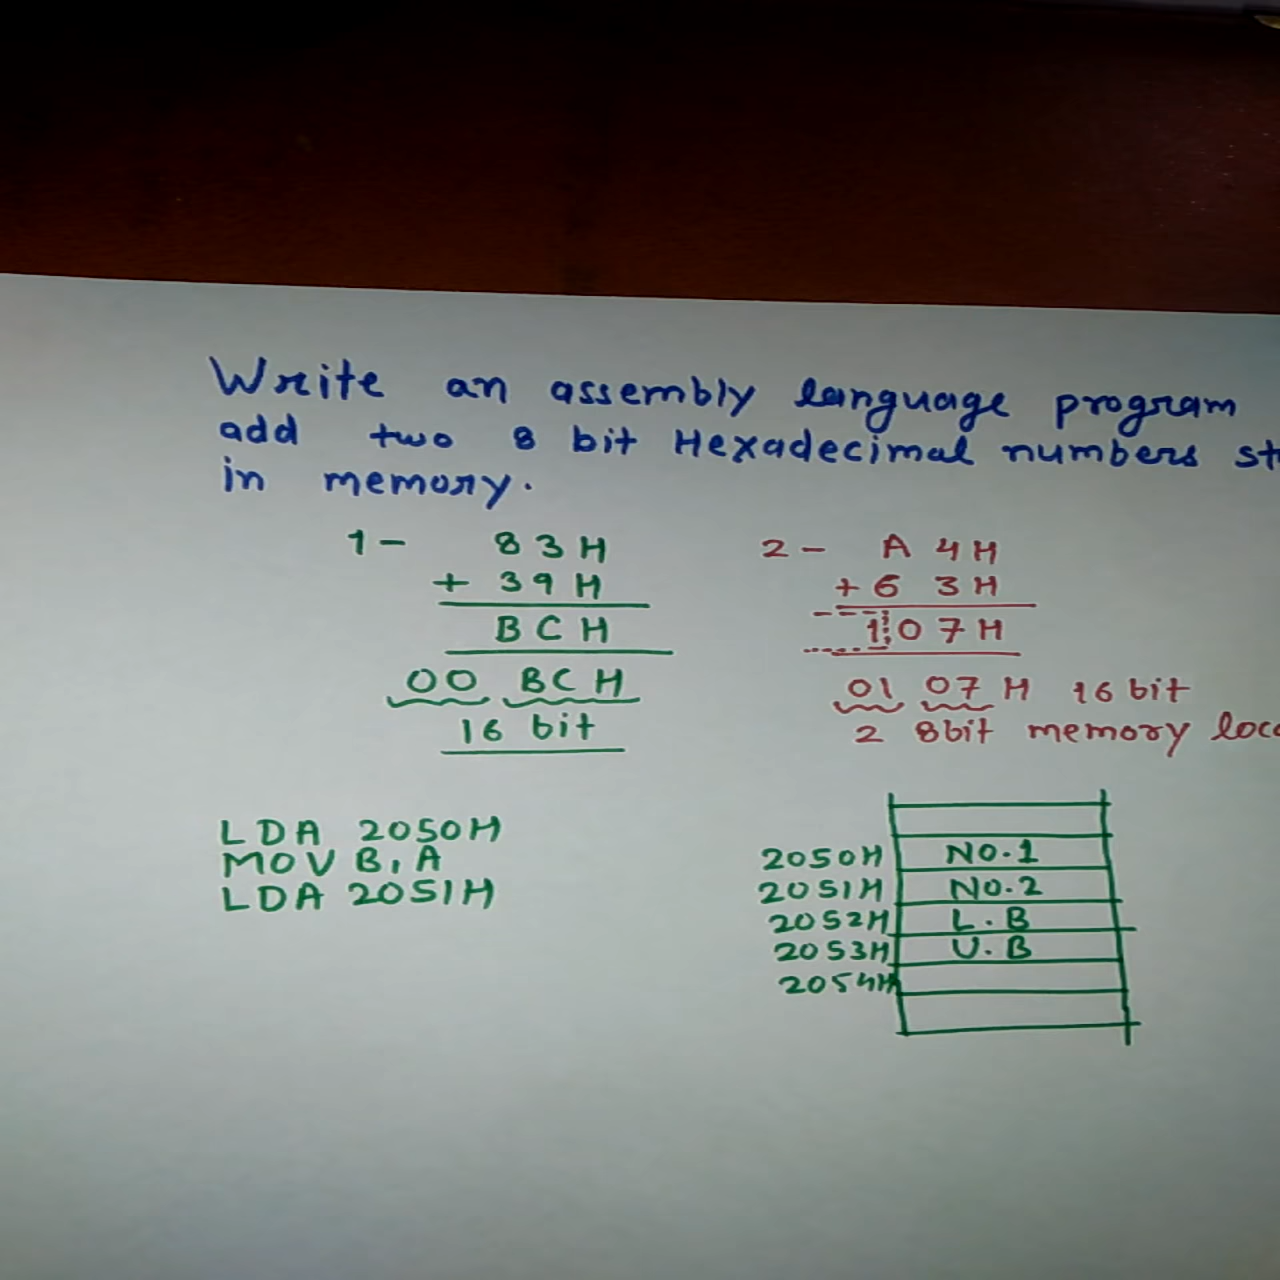 Write an assembly language program
add two 8 bit Hexadecimal numbers
in memory.
1- 83H
+ 39H
BCH
00 BCH
16 bit
2- A4H
+ 63H
107H
01 07H 16 bit
2 8bit memory
LDA 2050H
MOV B, A
LDA 2051H
2050H NO.1
2051H NO.2
2052H L.B
2053H U.B
2054H